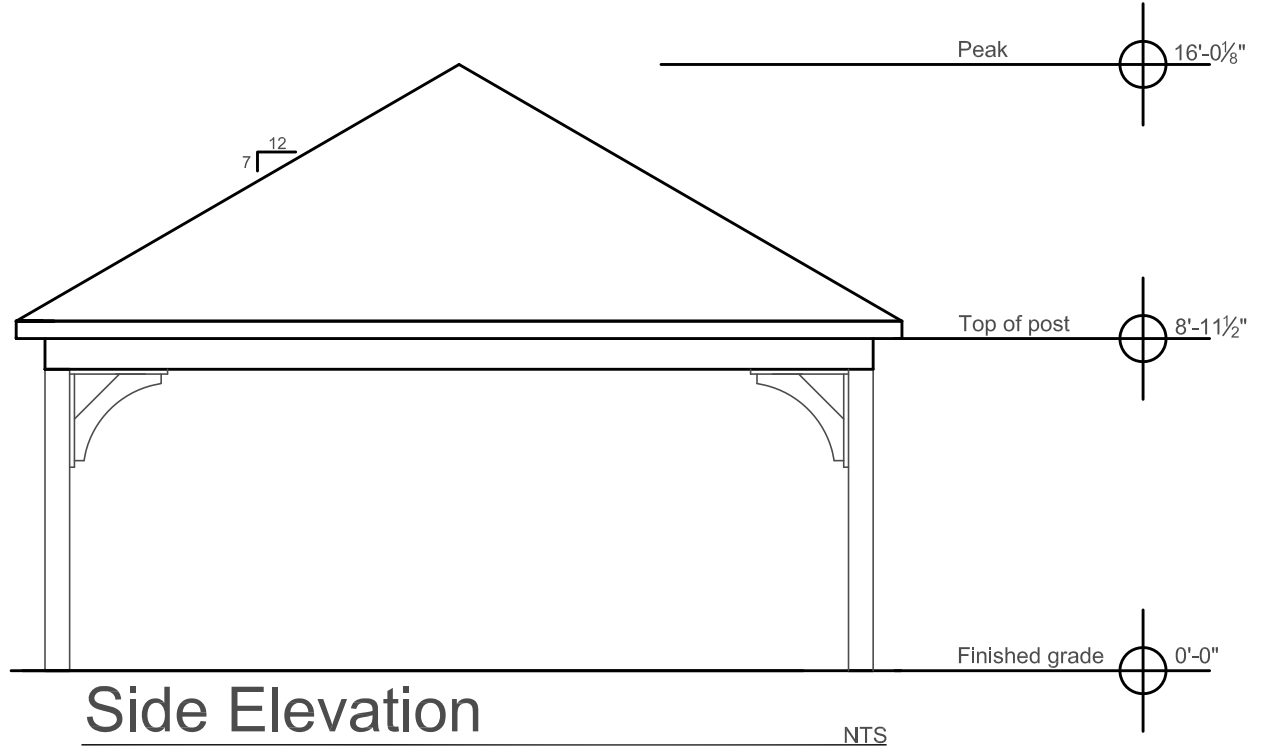 Peak 16'-0⅛"
12
7
Top of post 8'-11½"
Finished grade 0'-0"
Side Elevation
NTS